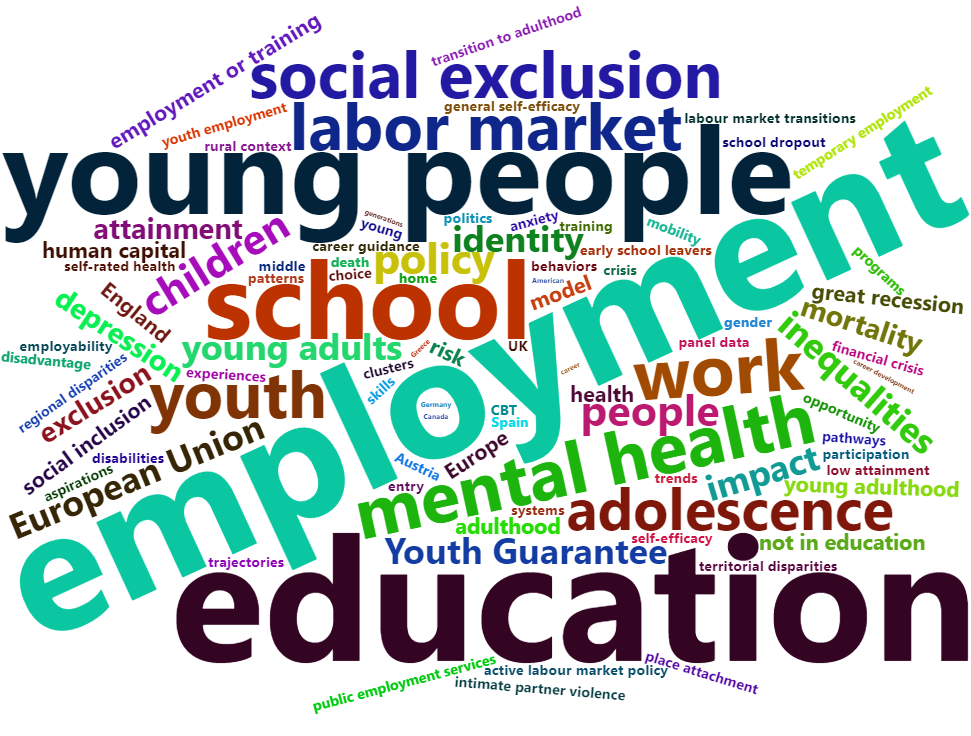 transition to adulthood
employment or training
social exclusion
general self-efficacy
youth employment
labor market
labour market transitions
temporary employment
rural context
school dropout
young people
employment
generations
attainment
young
politics
anxiety
training
mobility
children
human capital
career guidance
identity
early school leavers
policy
self-rated health
middle
death
behaviors
crisis
programs
patterns
choice
home
American
school
model
great recession
England
depression
mortality
gender
inequalities
employability
young adults
Greece
risk
UK
panel data
financial crisis
disadvantage
career
career development
clusters
experiences
regional disparities
exclusion
youth
skills
work
health
people
opportunity
Germany
Canada
CBT
Spain
social inclusion
European Union
disabilities
aspirations
Europe
Austria
mental health
pathways
participation
low attainment
impact
trends
entry
young adulthood
systems
adolescence
adulthood
self-efficacy
not in education
Youth Guarantee
trajectories
territorial disparities
education
public employment services
active labour market policy
place attachment
intimate partner violence